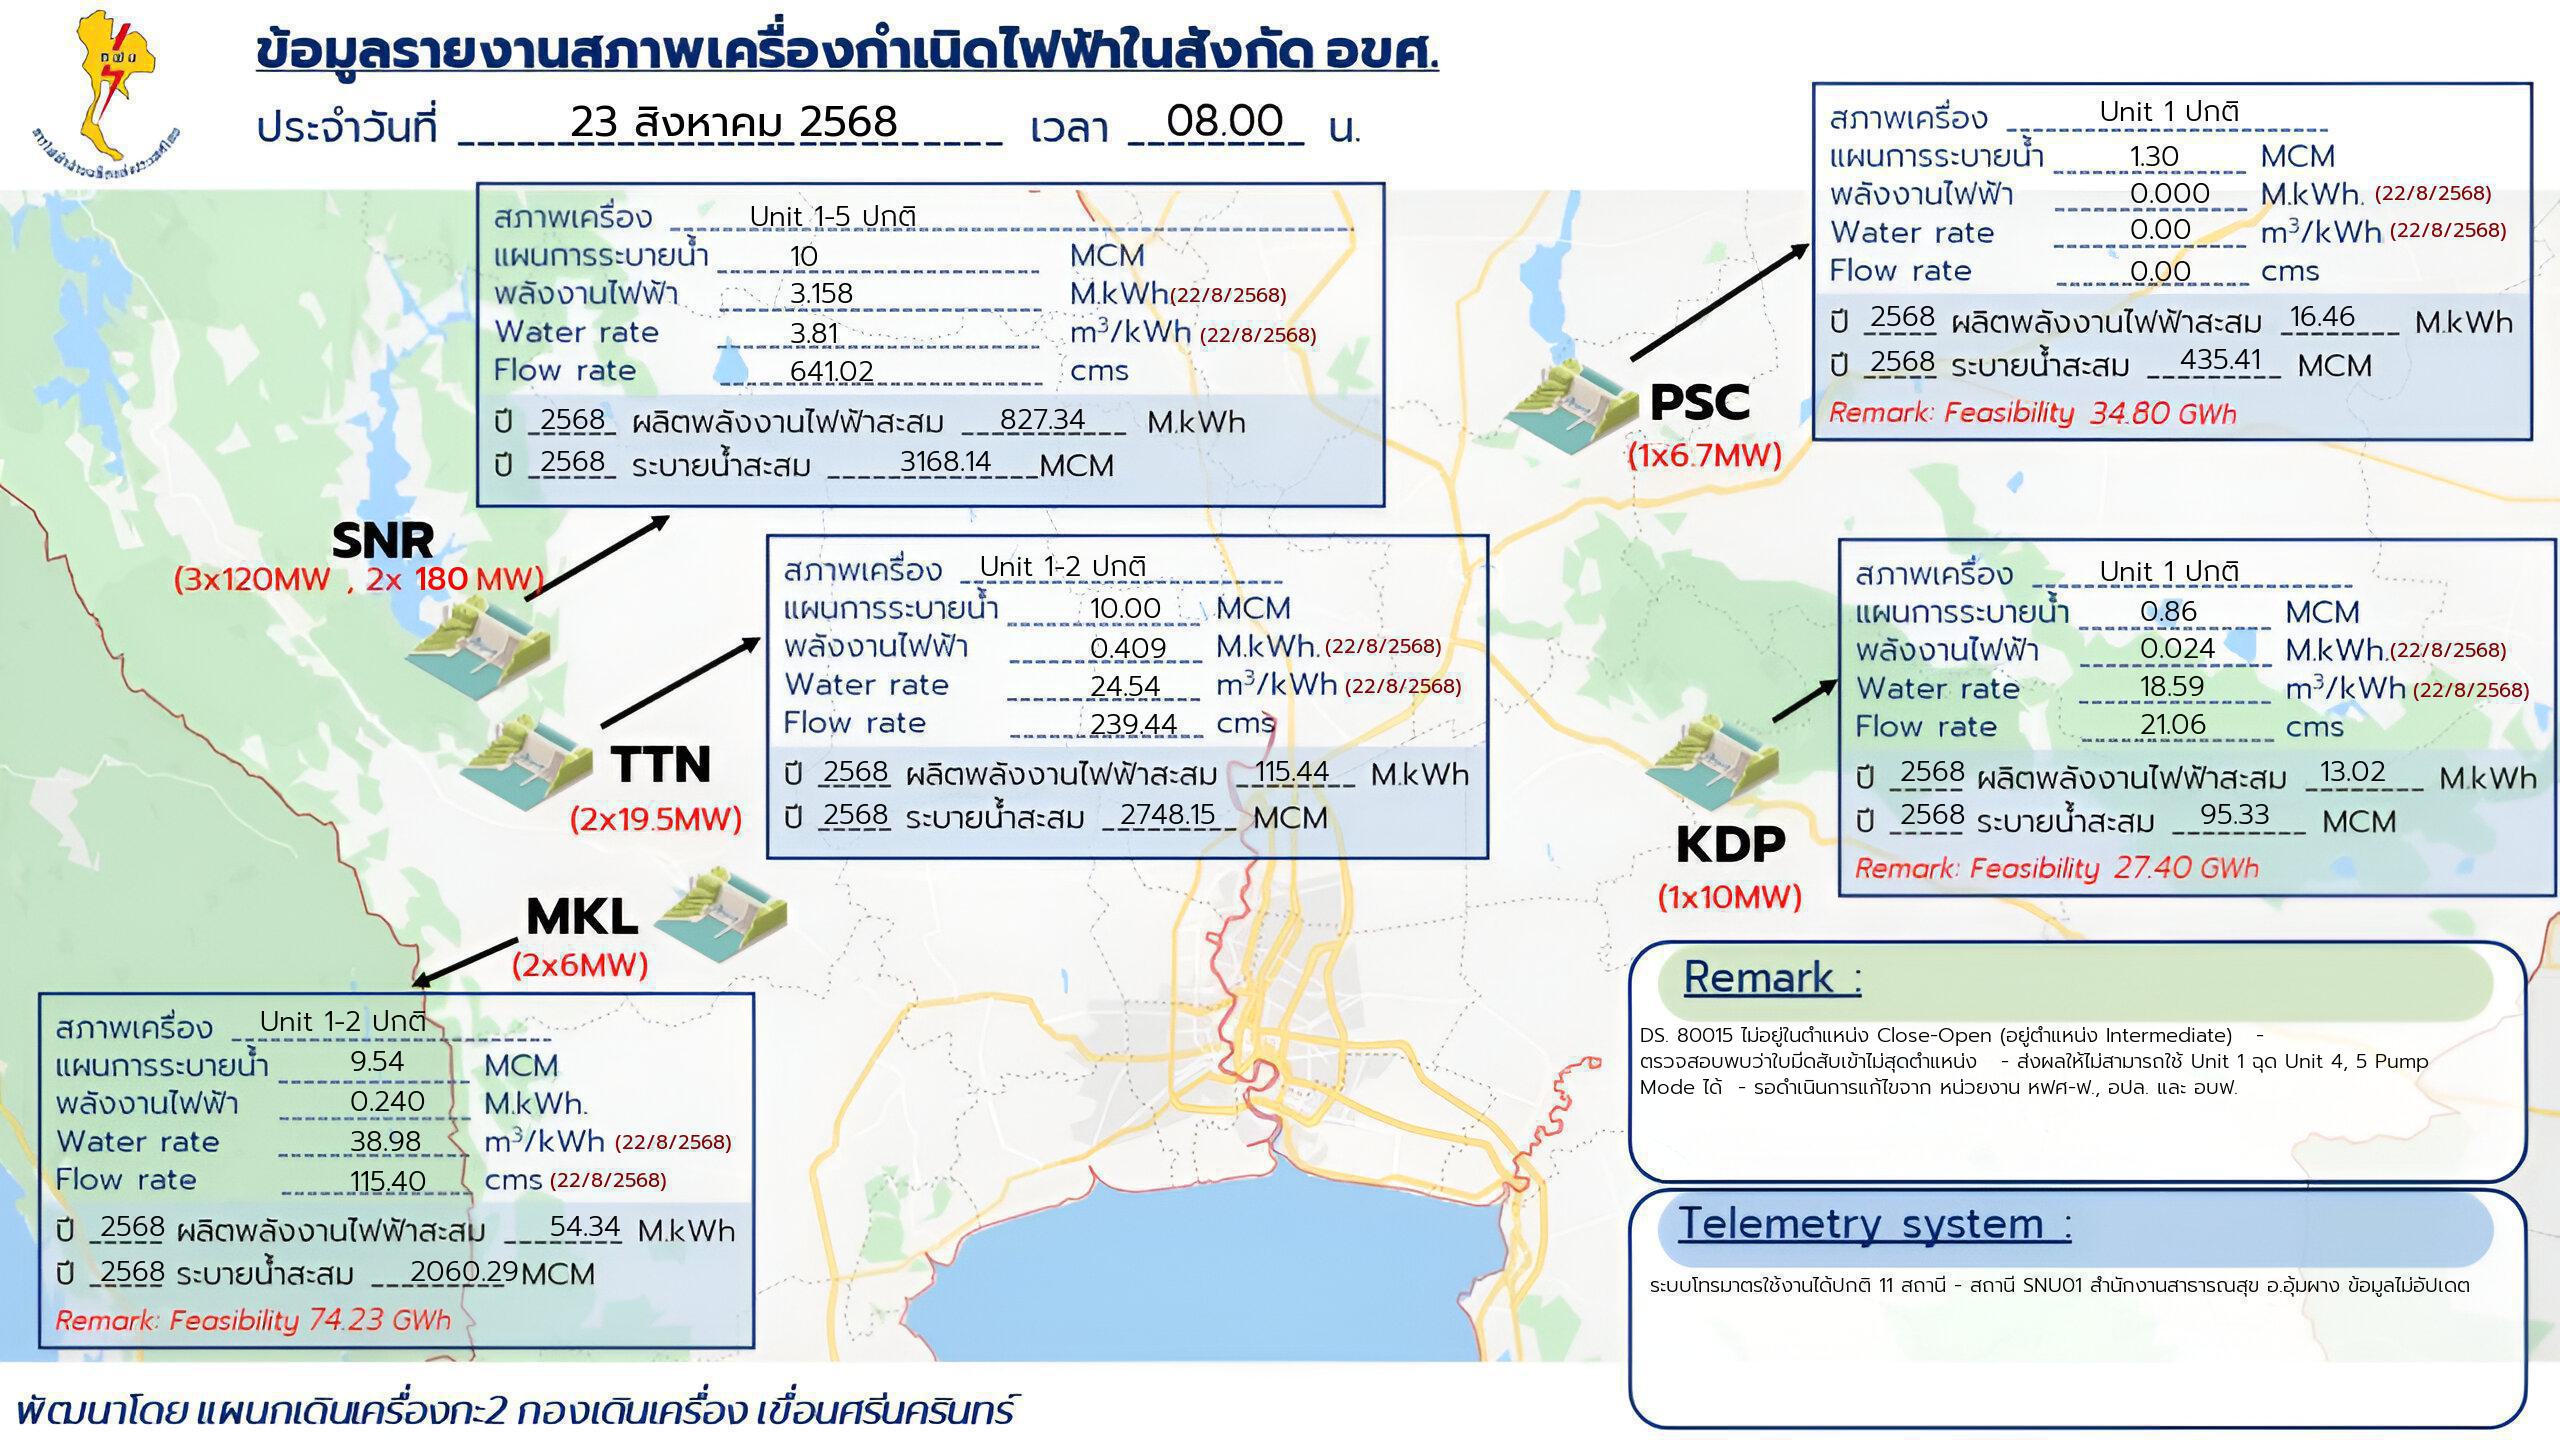 กฟผ
การไฟฟ้าฝ่ายผลิตแห่งประเทศไทย
ข้อมูลรายงานสภาพเครื่องกำเนิดไฟฟ้าในสังกัด อขศ.
ประจำวันที่ 23 สิงหาคม 2568 เวลา 08.00 น.
สภาพเครื่อง Unit 1-5 ปกติ
แผนการระบายน้ำ 10 MCM
พลังงานไฟฟ้า 3.158 M.kWh(22/8/2568)
Water rate 3.81 m³/kWh (22/8/2568)
Flow rate 641.02 cms
ปี 2568 ผลิตพลังงานไฟฟ้าสะสม 827.34 M.kWh
ปี 2568 ระบายน้ำสะสม 3168.14 MCM
SNR
(3x120MW , 2x 180 MW)
สภาพเครื่อง Unit 1 ปกติ
แผนการระบายน้ำ 1.30 MCM
พลังงานไฟฟ้า 0.000 M.kWh. (22/8/2568)
Water rate 0.00 m³/kWh (22/8/2568)
Flow rate 0.00 cms
ปี 2568 ผลิตพลังงานไฟฟ้าสะสม 16.46 M.kWh
ปี 2568 ระบายน้ำสะสม 435.41 MCM
Remark: Feasibility 34.80 GWh
PSC
(1x6.7MW)
สภาพเครื่อง Unit 1-2 ปกติ
แผนการระบายน้ำ 10.00 MCM
พลังงานไฟฟ้า 0.409 M.kWh. (22/8/2568)
Water rate 24.54 m³/kWh (22/8/2568)
Flow rate 239.44 cms
ปี 2568 ผลิตพลังงานไฟฟ้าสะสม 115.44 M.kWh
ปี 2568 ระบายน้ำสะสม 2748.15 MCM
TTN
(2x19.5MW)
สภาพเครื่อง Unit 1 ปกติ
แผนการระบายน้ำ 0.86 MCM
พลังงานไฟฟ้า 0.024 M.kWh.(22/8/2568)
Water rate 18.59 m³/kWh (22/8/2568)
Flow rate 21.06 cms
ปี 2568 ผลิตพลังงานไฟฟ้าสะสม 13.02 M.kWh
ปี 2568 ระบายน้ำสะสม 95.33 MCM
Remark: Feasibility 27.40 GWh
KDP
(1x10MW)
MKL
(2x6MW)
สภาพเครื่อง Unit 1-2 ปกติ
แผนการระบายน้ำ 9.54 MCM
พลังงานไฟฟ้า 0.240 M.kWh.
Water rate 38.98 m³/kWh (22/8/2568)
Flow rate 115.40 cms (22/8/2568)
ปี 2568 ผลิตพลังงานไฟฟ้าสะสม 54.34 M.kWh
ปี 2568 ระบายน้ำสะสม 2060.29MCM
Remark: Feasibility 74.23 GWh
Remark :
DS. 80015 ไม่อยู่ในตำแหน่ง Close-Open (อยู่ตำแหน่ง Intermediate) -
ตรวจสอบพบว่าใบมีดสับเข้าไม่สุดตำแหน่ง - ส่งผลให้ไม่สามารถใช้ Unit 1 ฉุด Unit 4, 5 Pump
Mode ได้ - รอดำเนินการแก้ไขจาก หน่วยงาน หฟศ-ฟ., อปล. และ อบฟ.
Telemetry system :
ระบบโทรมาตรใช้งานได้ปกติ 11 สถานี - สถานี SNU01 สำนักงานสาธารณสุข อ.อุ้มผาง ข้อมูลไม่อัปเดต
พัฒนาโดย แผนกเดินเครื่องกะ2 กองเดินเครื่อง เขื่อนศรีนครินทร์